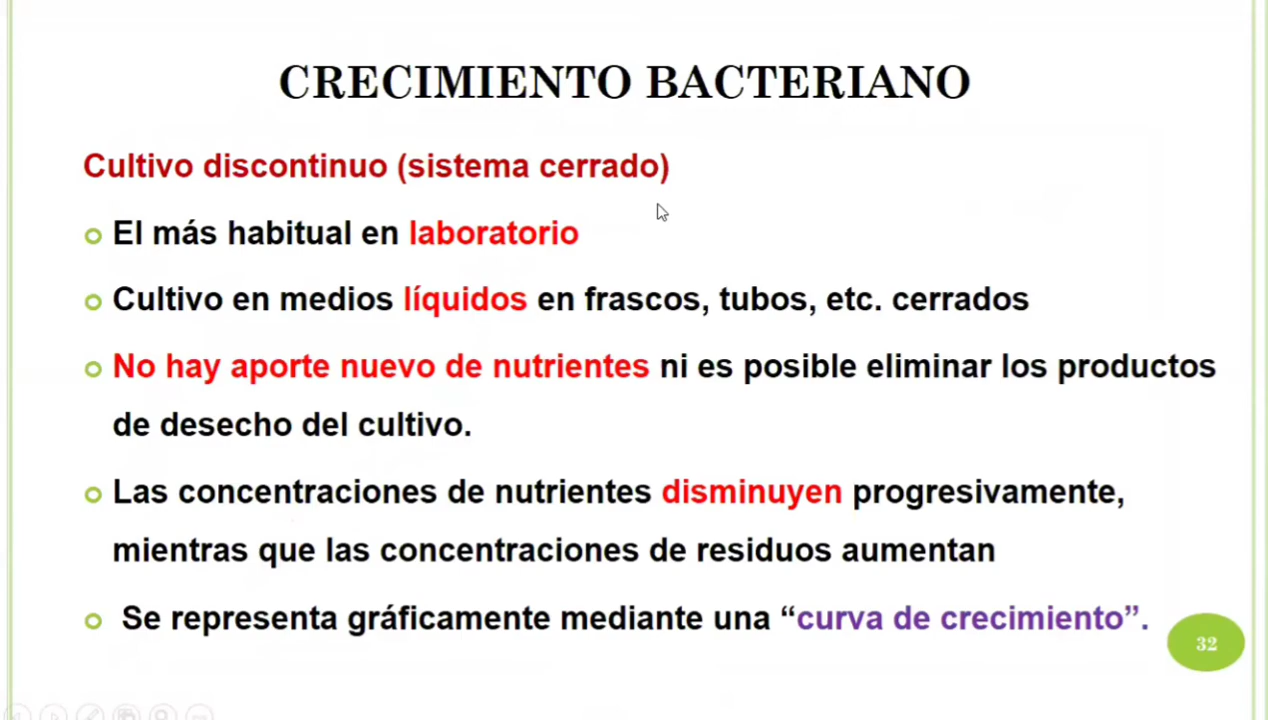 CRECIMIENTO BACTERIANO
Cultivo discontinuo (sistema cerrado)
El más habitual en laboratorio
Cultivo en medios líquidos en frascos, tubos, etc. cerrados
No hay aporte nuevo de nutrientes ni es posible eliminar los productos
de desecho del cultivo.
Las concentraciones de nutrientes disminuyen progresivamente,
mientras que las concentraciones de residuos aumentan
Se representa gráficamente mediante una “curva de crecimiento”.
32